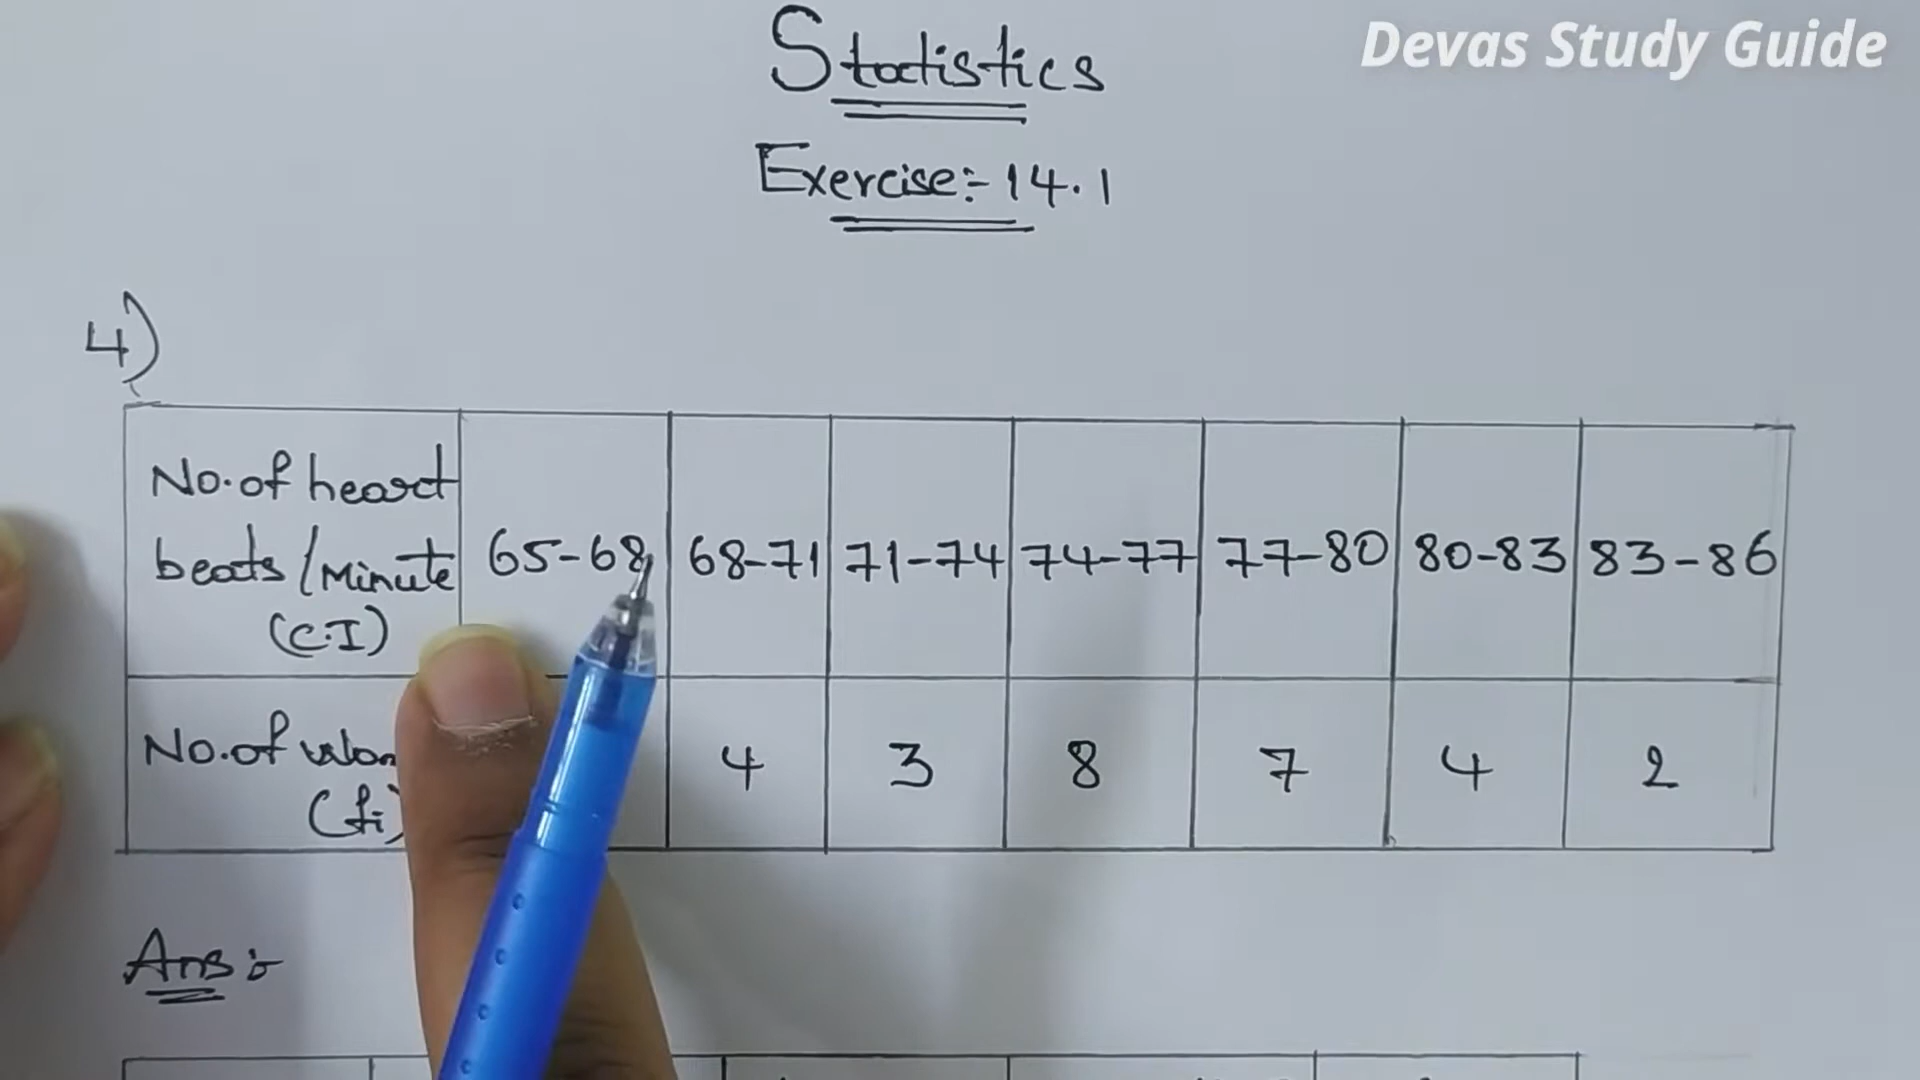 Devas Study Guide
Statistics
Exercise:- 14.1
4)
No. of heart beats/Minute (C.I) 65-68 68-71 71-74 74-77 77-80 80-83 83-86
No. of (fi) 4 3 8 7 4 2
Ans:-